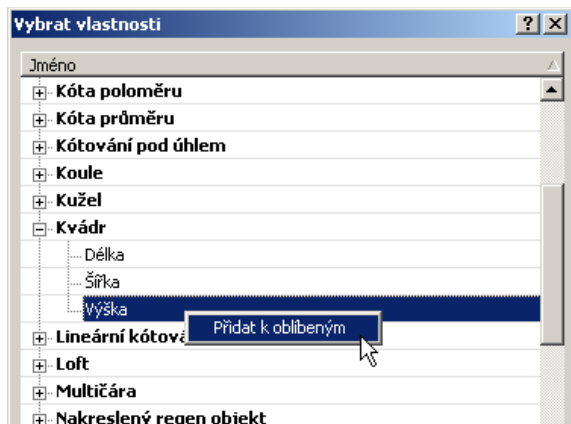 Vybrat vlastnosti
Jméno
Kóta poloměru
Kóta průměru
Kótování pod úhlem
Koule
Kužel
Kvádr
Délka
Šířka
Výška
Přidat k oblíbeným
Lineární kótová
Loft
Multičára
Nakreslený regen objekt